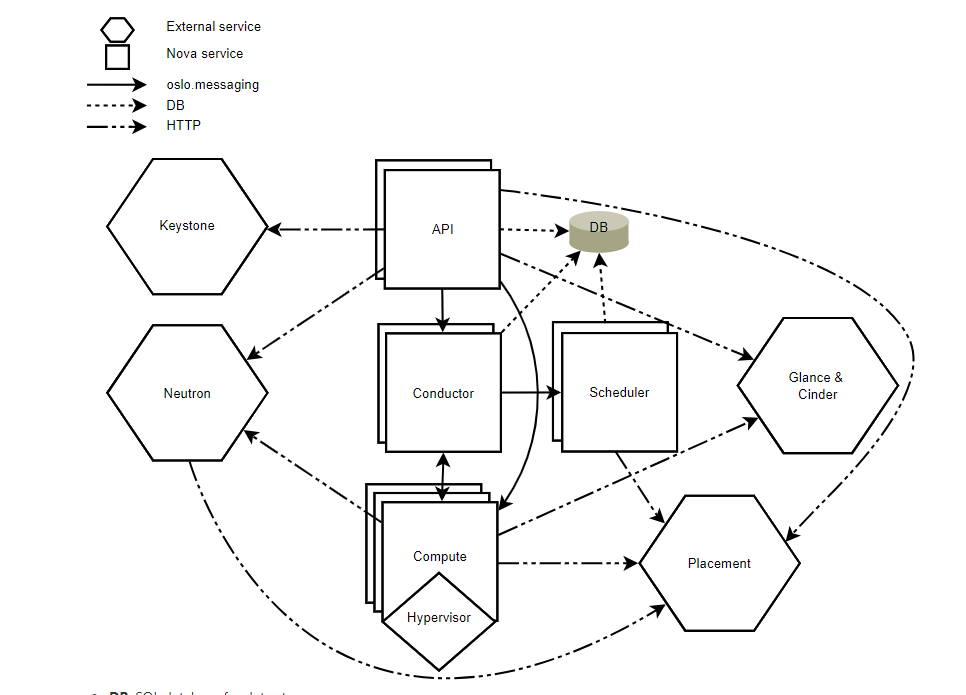 External service
Nova service
oslo.messaging
DB
HTTP
Keystone
API
DB
Neutron
Conductor
Scheduler
Glance &
Cinder
Compute
Placement
Hypervisor